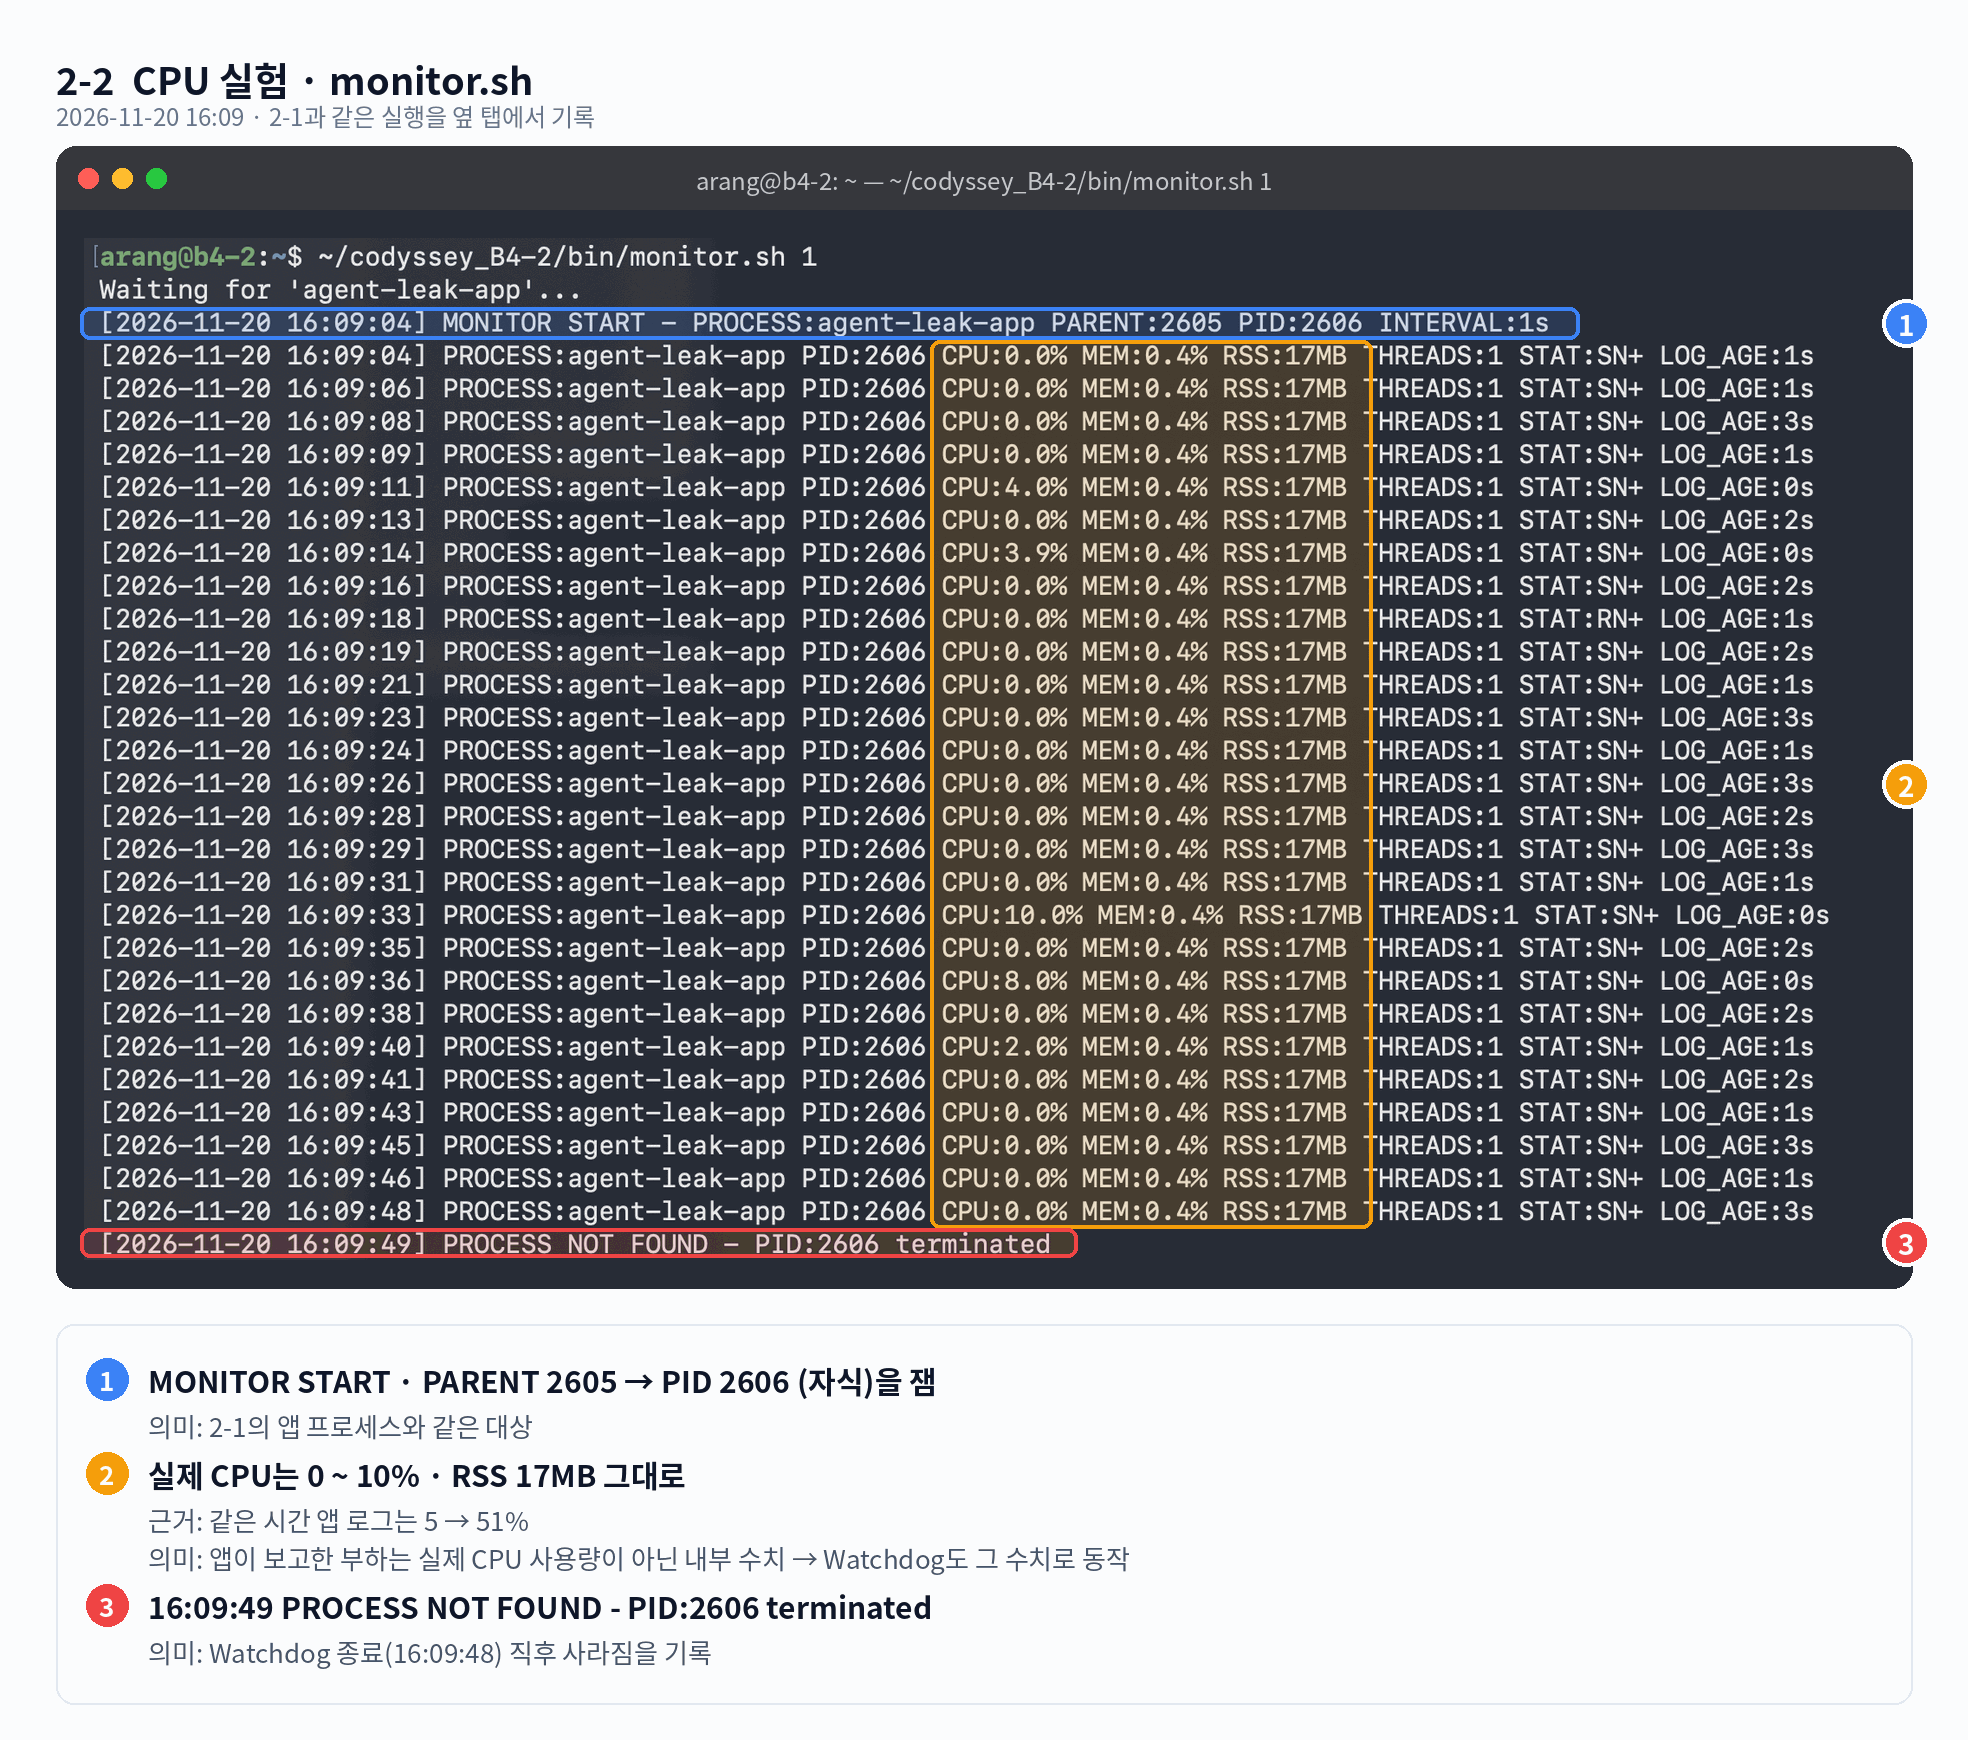 2-2 CPU 실험 · monitor.sh
2026-11-20 16:09 · 2-1과 같은 실행을 옆 탭에서 기록
arang@b4-2: ~ — ~/codyssey_B4-2/bin/monitor.sh 1
[arang@b4-2:~$ ~/codyssey_B4-2/bin/monitor.sh 1
Waiting for 'agent-leak-app'...
[2026-11-20 16:09:04] MONITOR START - PROCESS:agent-leak-app PARENT:2605 PID:2606 INTERVAL:1s
1
[2026-11-20 16:09:04] PROCESS:agent-leak-app PID:2606 CPU:0.0% MEM:0.4% RSS:17MB THREADS:1 STAT:SN+ LOG_AGE:1s
[2026-11-20 16:09:06] PROCESS:agent-leak-app PID:2606 CPU:0.0% MEM:0.4% RSS:17MB THREADS:1 STAT:SN+ LOG_AGE:1s
[2026-11-20 16:09:08] PROCESS:agent-leak-app PID:2606 CPU:0.0% MEM:0.4% RSS:17MB THREADS:1 STAT:SN+ LOG_AGE:3s
[2026-11-20 16:09:09] PROCESS:agent-leak-app PID:2606 CPU:0.0% MEM:0.4% RSS:17MB THREADS:1 STAT:SN+ LOG_AGE:1s
[2026-11-20 16:09:11] PROCESS:agent-leak-app PID:2606 CPU:4.0% MEM:0.4% RSS:17MB THREADS:1 STAT:SN+ LOG_AGE:0s
[2026-11-20 16:09:13] PROCESS:agent-leak-app PID:2606 CPU:0.0% MEM:0.4% RSS:17MB THREADS:1 STAT:SN+ LOG_AGE:2s
[2026-11-20 16:09:14] PROCESS:agent-leak-app PID:2606 CPU:3.9% MEM:0.4% RSS:17MB THREADS:1 STAT:SN+ LOG_AGE:0s
[2026-11-20 16:09:16] PROCESS:agent-leak-app PID:2606 CPU:0.0% MEM:0.4% RSS:17MB THREADS:1 STAT:SN+ LOG_AGE:2s
[2026-11-20 16:09:18] PROCESS:agent-leak-app PID:2606 CPU:0.0% MEM:0.4% RSS:17MB THREADS:1 STAT:RN+ LOG_AGE:1s
[2026-11-20 16:09:19] PROCESS:agent-leak-app PID:2606 CPU:0.0% MEM:0.4% RSS:17MB THREADS:1 STAT:SN+ LOG_AGE:2s
[2026-11-20 16:09:21] PROCESS:agent-leak-app PID:2606 CPU:0.0% MEM:0.4% RSS:17MB THREADS:1 STAT:SN+ LOG_AGE:1s
[2026-11-20 16:09:23] PROCESS:agent-leak-app PID:2606 CPU:0.0% MEM:0.4% RSS:17MB THREADS:1 STAT:SN+ LOG_AGE:3s
[2026-11-20 16:09:24] PROCESS:agent-leak-app PID:2606 CPU:0.0% MEM:0.4% RSS:17MB THREADS:1 STAT:SN+ LOG_AGE:1s
[2026-11-20 16:09:26] PROCESS:agent-leak-app PID:2606 CPU:0.0% MEM:0.4% RSS:17MB THREADS:1 STAT:SN+ LOG_AGE:3s
2
[2026-11-20 16:09:28] PROCESS:agent-leak-app PID:2606 CPU:0.0% MEM:0.4% RSS:17MB THREADS:1 STAT:SN+ LOG_AGE:2s
[2026-11-20 16:09:29] PROCESS:agent-leak-app PID:2606 CPU:0.0% MEM:0.4% RSS:17MB THREADS:1 STAT:SN+ LOG_AGE:3s
[2026-11-20 16:09:31] PROCESS:agent-leak-app PID:2606 CPU:0.0% MEM:0.4% RSS:17MB THREADS:1 STAT:SN+ LOG_AGE:1s
[2026-11-20 16:09:33] PROCESS:agent-leak-app PID:2606 CPU:10.0% MEM:0.4% RSS:17MB THREADS:1 STAT:SN+ LOG_AGE:0s
[2026-11-20 16:09:35] PROCESS:agent-leak-app PID:2606 CPU:0.0% MEM:0.4% RSS:17MB THREADS:1 STAT:SN+ LOG_AGE:2s
[2026-11-20 16:09:36] PROCESS:agent-leak-app PID:2606 CPU:8.0% MEM:0.4% RSS:17MB THREADS:1 STAT:SN+ LOG_AGE:0s
[2026-11-20 16:09:38] PROCESS:agent-leak-app PID:2606 CPU:0.0% MEM:0.4% RSS:17MB THREADS:1 STAT:SN+ LOG_AGE:2s
[2026-11-20 16:09:40] PROCESS:agent-leak-app PID:2606 CPU:2.0% MEM:0.4% RSS:17MB THREADS:1 STAT:SN+ LOG_AGE:1s
[2026-11-20 16:09:41] PROCESS:agent-leak-app PID:2606 CPU:0.0% MEM:0.4% RSS:17MB THREADS:1 STAT:SN+ LOG_AGE:2s
[2026-11-20 16:09:43] PROCESS:agent-leak-app PID:2606 CPU:0.0% MEM:0.4% RSS:17MB THREADS:1 STAT:SN+ LOG_AGE:1s
[2026-11-20 16:09:45] PROCESS:agent-leak-app PID:2606 CPU:0.0% MEM:0.4% RSS:17MB THREADS:1 STAT:SN+ LOG_AGE:3s
[2026-11-20 16:09:46] PROCESS:agent-leak-app PID:2606 CPU:0.0% MEM:0.4% RSS:17MB THREADS:1 STAT:SN+ LOG_AGE:1s
[2026-11-20 16:09:48] PROCESS:agent-leak-app PID:2606 CPU:0.0% MEM:0.4% RSS:17MB THREADS:1 STAT:SN+ LOG_AGE:3s
[2026-11-20 16:09:49] PROCESS NOT FOUND - PID:2606 terminated
3
1 MONITOR START · PARENT 2605 → PID 2606 (자식)을 잼
의미: 2-1의 앱 프로세스와 같은 대상
2 실제 CPU는 0 ~ 10% · RSS 17MB 그대로
근거: 같은 시간 앱 로그는 5 → 51%
의미: 앱이 보고한 부하는 실제 CPU 사용량이 아닌 내부 수치 → Watchdog도 그 수치로 동작
3 16:09:49 PROCESS NOT FOUND - PID:2606 terminated
의미: Watchdog 종료(16:09:48) 직후 사라짐을 기록